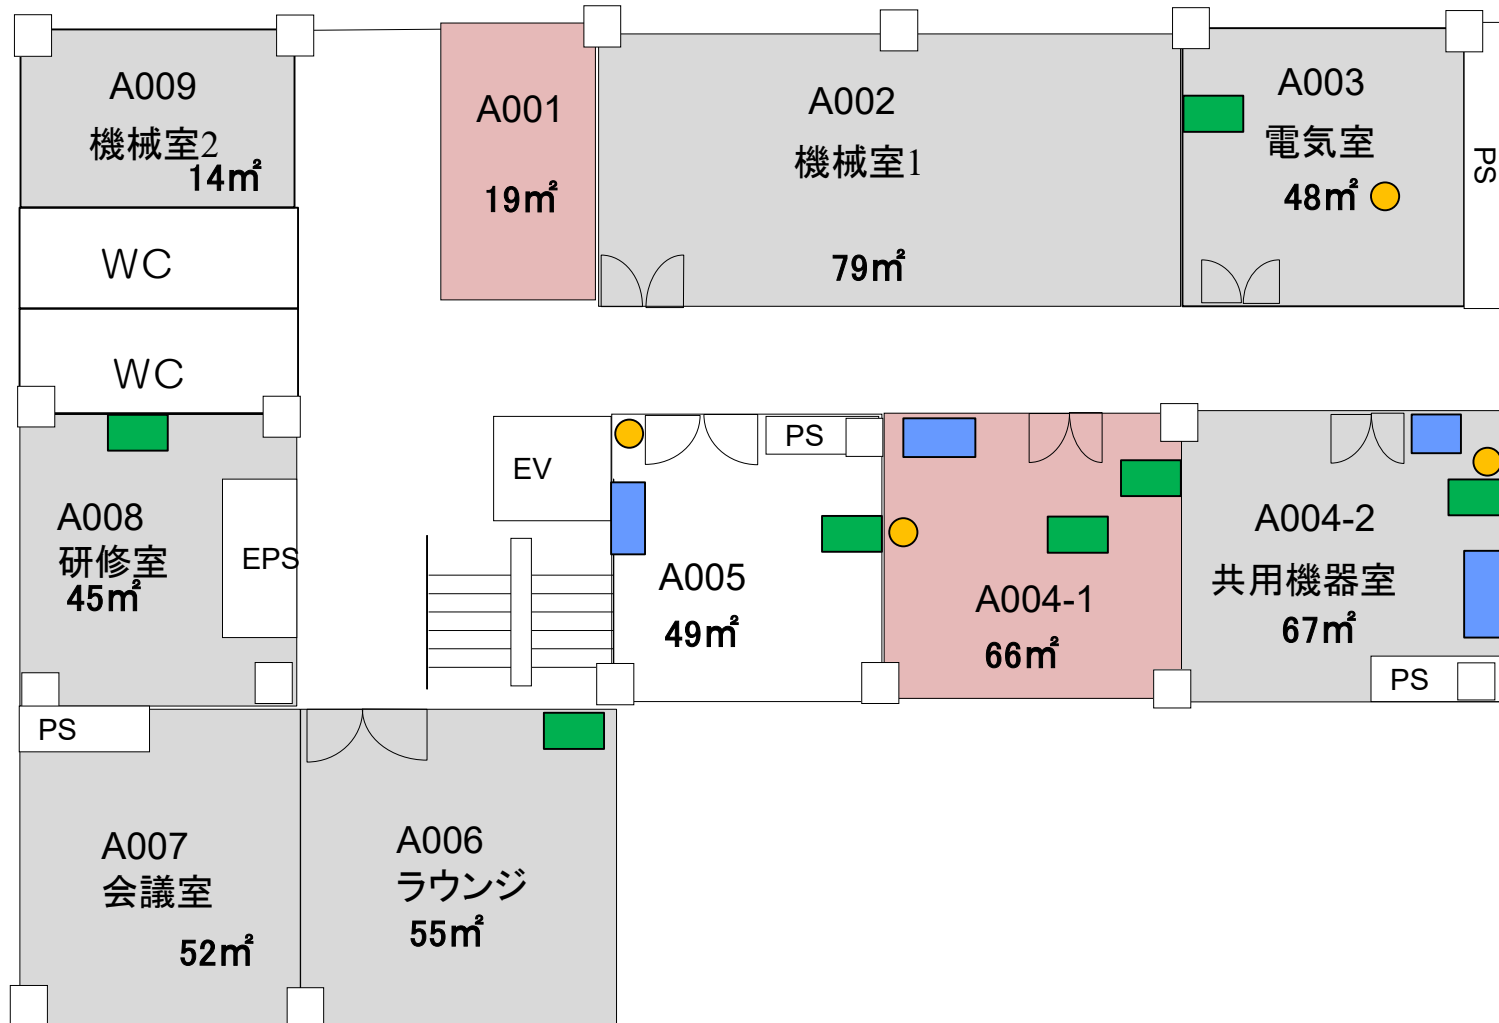 A009
機械室2
14㎡
A001
19㎡
A002
機械室1
79㎡
A003
電気室
48㎡
PS
WC
WC
EV
PS
A008
研修室
45㎡
EPS
A005
49㎡
A004-1
66㎡
A004-2
共用機器室
67㎡
PS
PS
A007
会議室
52㎡
A006
ラウンジ
55㎡